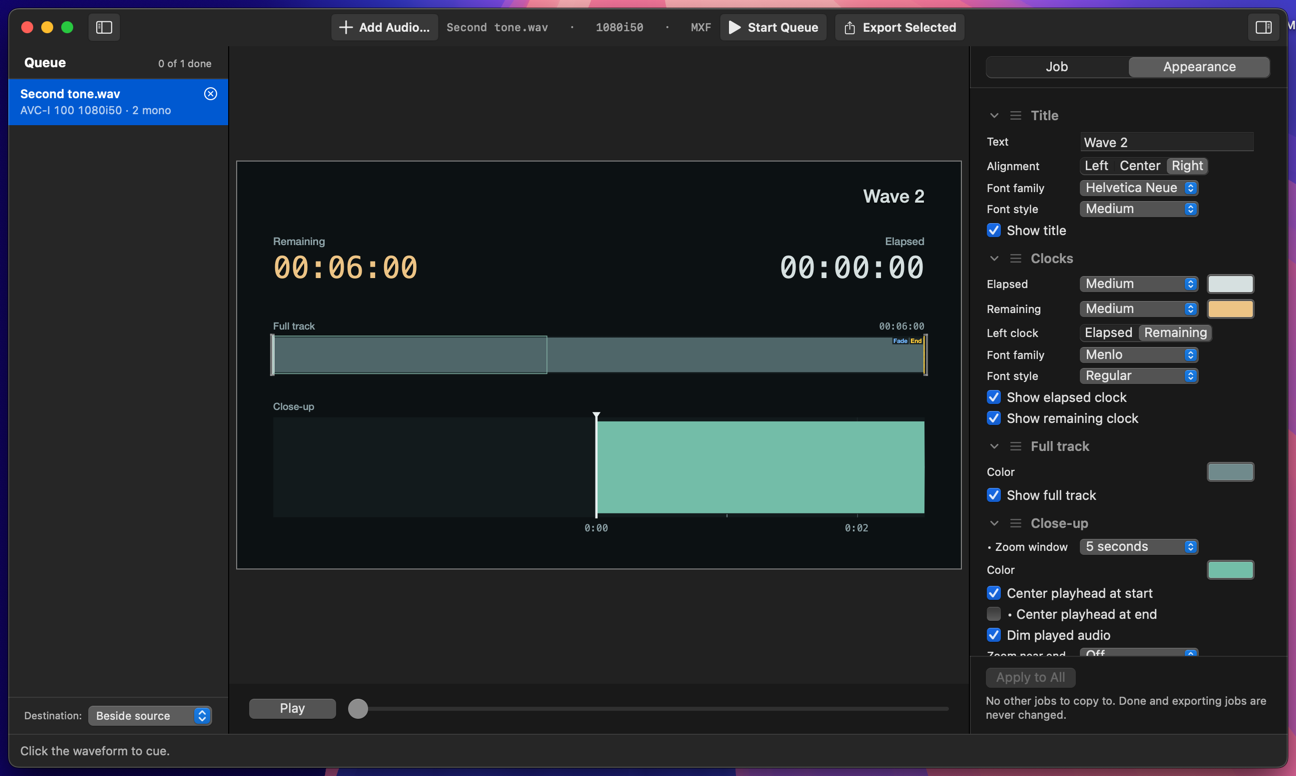 Add Audio...
Second tone.wav · 1080i50 · MXF
Start Queue
Export Selected
M
Queue
0 of 1 done
Second tone.wav
AVC-I 100 1080i50 · 2 mono
Destination:
Beside source
Click the waveform to cue.
Wave 2
Remaining
Elapsed
00:06:00
00:00:00
Full track
00:06:00
Fade End
Close-up
0:00
0:02
Play
Job
Appearance
Title
Text
Wave 2
Alignment
Left Center Right
Font family
Helvetica Neue
Font style
Medium
Show title
Clocks
Elapsed
Medium
Remaining
Medium
Left clock
Elapsed Remaining
Font family
Menlo
Font style
Regular
Show elapsed clock
Show remaining clock
Full track
Color
Show full track
Close-up
• Zoom window
5 seconds
Color
Center playhead at start
• Center playhead at end
Dim played audio
Zoom near end
Off
Apply to All
No other jobs to copy to. Done and exporting jobs are
never changed.